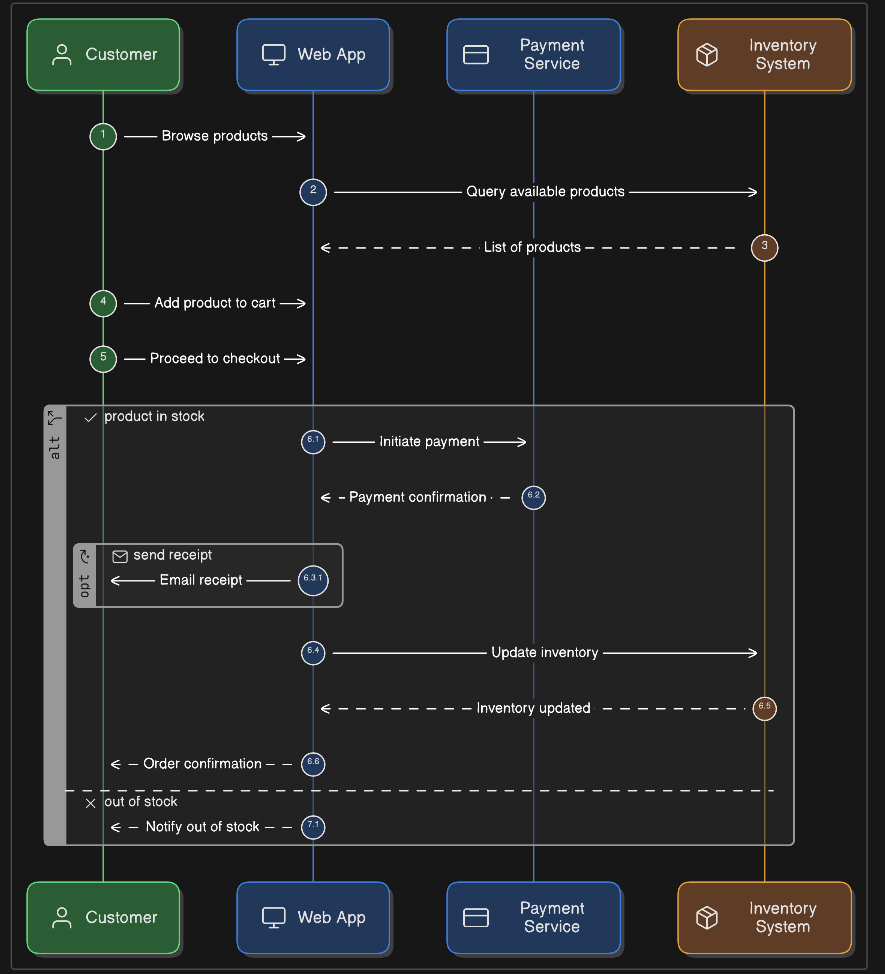 Customer
Web App
Payment
Service
Inventory
System
1
Browse products
2
Query available products
List of products
3
4
Add product to cart
5
Proceed to checkout
alt
product in stock
6.1
Initiate payment
Payment confirmation
6.2
opt
send receipt
Email receipt
6.3.1
6.4
Update inventory
Inventory updated
6.5
Order confirmation
6.6
out of stock
Notify out of stock
7.1
Customer
Web App
Payment
Service
Inventory
System